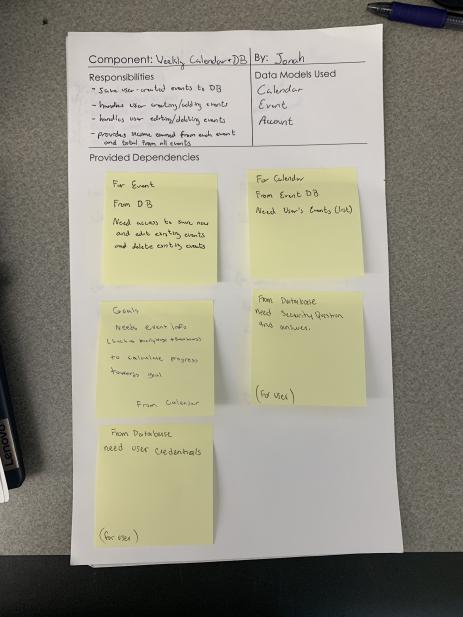 Component: Weekly Calendar + DB
By: Jonah
Responsibilities
- save user-created events to DB
- handles user creating/adding events
- handles user editing/deleting events
- provides income earned from each event
and total from all events
Data Models Used
Calendar
Event
Account
Provided Dependencies
For Event
From DB
Need access to save new
and edit existing events
and delete existing events
For Calendar
From Event DB
Need User's Events (list)
Goals
Needs event info
to calculate progress
towards goal
From Calendar
From Database
need Security Question
and answer.
(For user)
From Database
need user credentials
(for user)
Lenovo